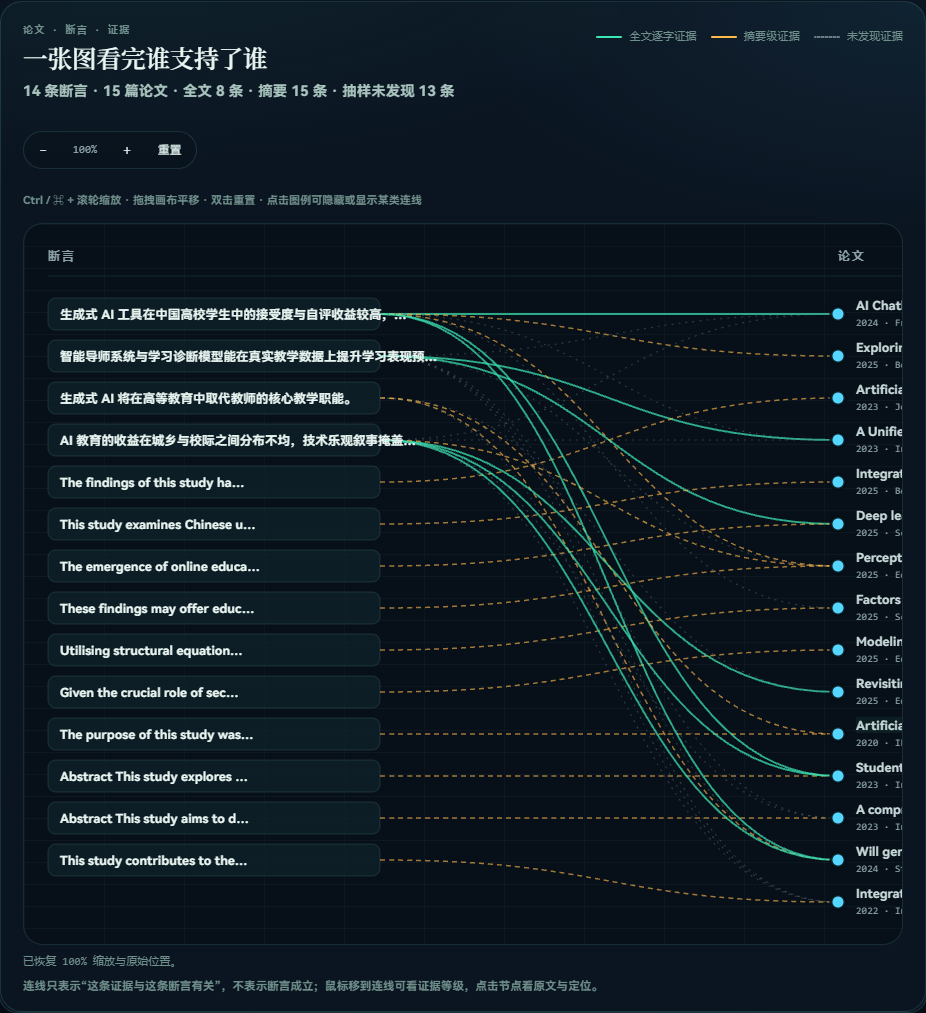 论文 · 断言 · 证据
一张图看完谁支持了谁
14 条断言 · 15 篇论文 · 全文 8 条 · 摘要 15 条 · 抽样未发现 13 条
全文逐字证据 摘要级证据 未发现证据
− 100% + 重置
Ctrl / ⌘ + 滚轮缩放 · 拖拽画布平移 · 双击重置 · 点击图例可隐藏或显示某类连线
断言
生成式 AI 工具在中国高校学生中的接受度与自评收益较高，…
智能导师系统与学习诊断模型能在真实教学数据上提升学习表现预…
生成式 AI 将在高等教育中取代教师的核心教学职能。
AI 教育的收益在城乡与校际之间分布不均，技术乐观叙事掩盖…
The findings of this study ha…
This study examines Chinese u…
The emergence of online educa…
These findings may offer educ…
Utilising structural equation…
Given the crucial role of sec…
The purpose of this study was…
Abstract This study explores …
Abstract This study aims to d…
This study contributes to the…
论文
AI Chat
2024 · F
Explorin
2025 · B
Artificia
2023 · J
A Unifie
2023 · I
Integrat
2025 · B
Deep le
2025 · S
Percept
2025 · E
Factors
2025 · S
Modelin
2025 · E
Revisiti
2025 · E
Artificia
2020 · I
Student
2023 · I
A comp
2023 · I
Will gen
2024 · S
Integrat
2022 · I
已恢复 100% 缩放与原始位置。
连线只表示“这条证据与这条断言有关”，不表示断言成立；鼠标移到连线可看证据等级，点击节点看原文与定位。